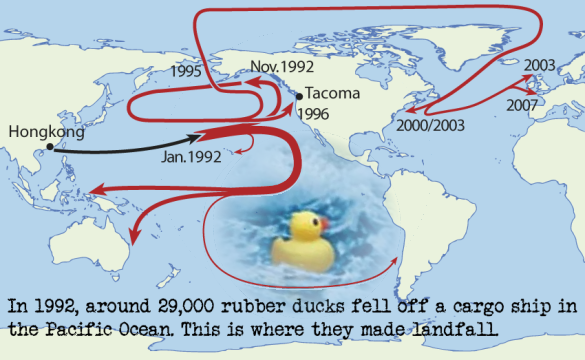 1995
Nov.1992
2003
Tacoma
1996
2007
2000/2003
Hongkong
Jan.1992
In 1992, around 29,000 rubber ducks fell off a cargo ship in
the Pacific Ocean. This is where they made landfall.